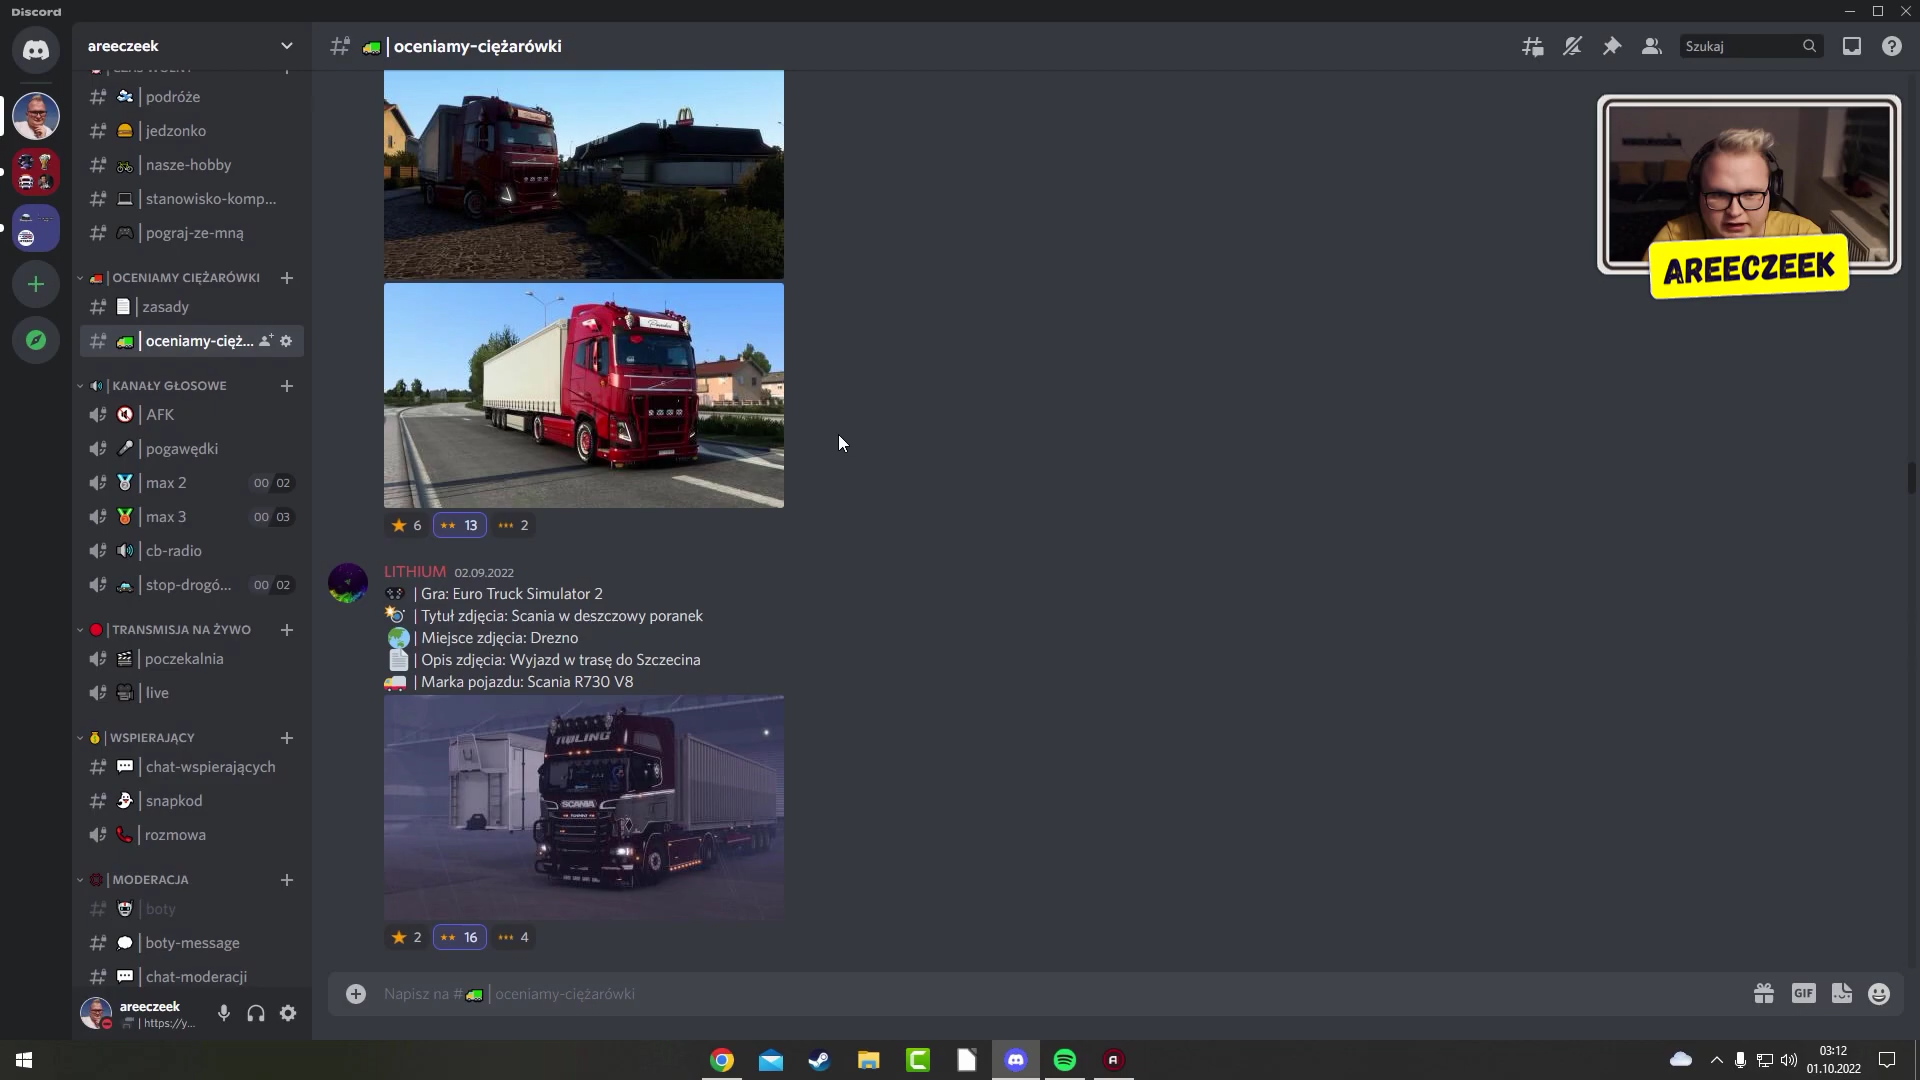 Discord
areeczeek
podróże
jedzonko
nasze-hobby
stanowisko-komp...
pograj-ze-mną
OCENIAMY CIĘŻARÓWKI
zasady
oceniamy-cięż...
KANAŁY GŁOSOWE
AFK
pogawędki
max 2 00 02
max 3 00 03
cb-radio
stop-drogó... 00 02
TRANSMISJA NA ŻYWO
poczekalnia
live
WSPIERAJĄCY
chat-wspierających
snapkod
rozmowa
MODERACJA
boty
boty-message
chat-moderacji
areeczeek
| https://y...
| oceniamy-ciężarówki
Szukaj
AREECZEEK
6 13 2
LITHIUM 02.09.2022
| Gra: Euro Truck Simulator 2
| Tytuł zdjęcia: Scania w deszczowy poranek
| Miejsce zdjęcia: Drezno
| Opis zdjęcia: Wyjazd w trasę do Szczecina
| Marka pojazdu: Scania R730 V8
SCANIA
2 16 4
Napisz na # | oceniamy-ciężarówki
GIF
03:12
01.10.2022